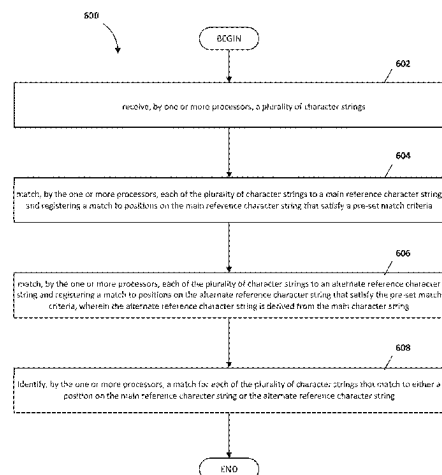 600
BEGIN
602
receive, by one or more processors, a plurality of character strings
604
match, by the one or more processors, each of the plurality of character strings to a main reference character string
and registering a match to positions on the main reference character string that satisfy a pre-set match criteria
606
match, by the one or more processors, each of the plurality of character strings to an alternate reference character
string and registering a match to positions on the alternate reference character string that satisfy the pre-set match
criteria, wherein the alternate reference character string is derived from the main character string
608
identify, by the one or more processors, a match for each of the plurality of character strings that match to either a
position on the main reference character string or the alternate reference character string
END